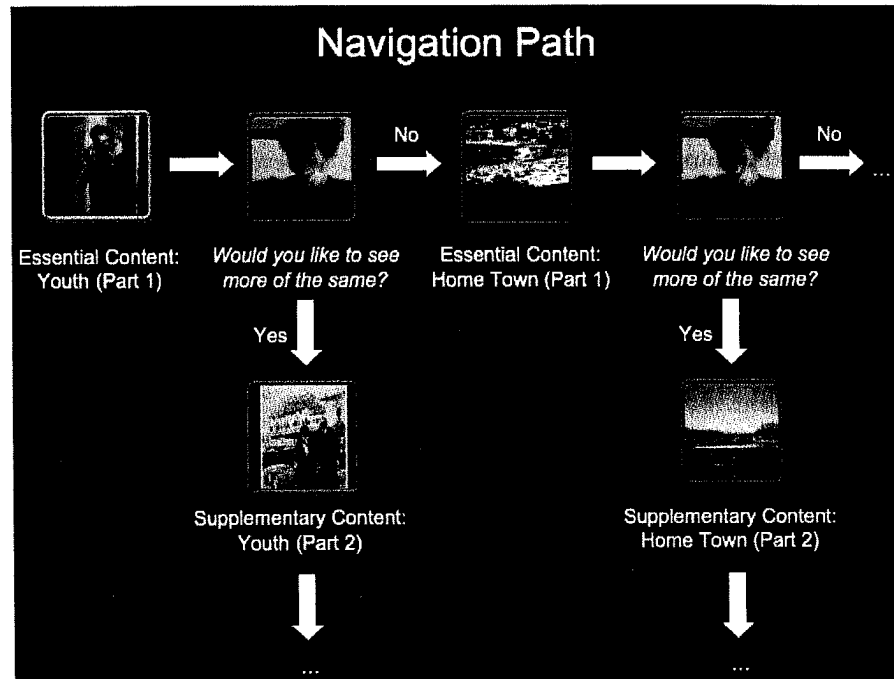 Navigation Path
No
No
...
Essential Content:
Youth (Part 1)
Would you like to see
more of the same?
Essential Content:
Home Town (Part 1)
Would you like to see
more of the same?
Yes
Yes
Supplementary Content:
Youth (Part 2)
Supplementary Content:
Home Town (Part 2)
...
...